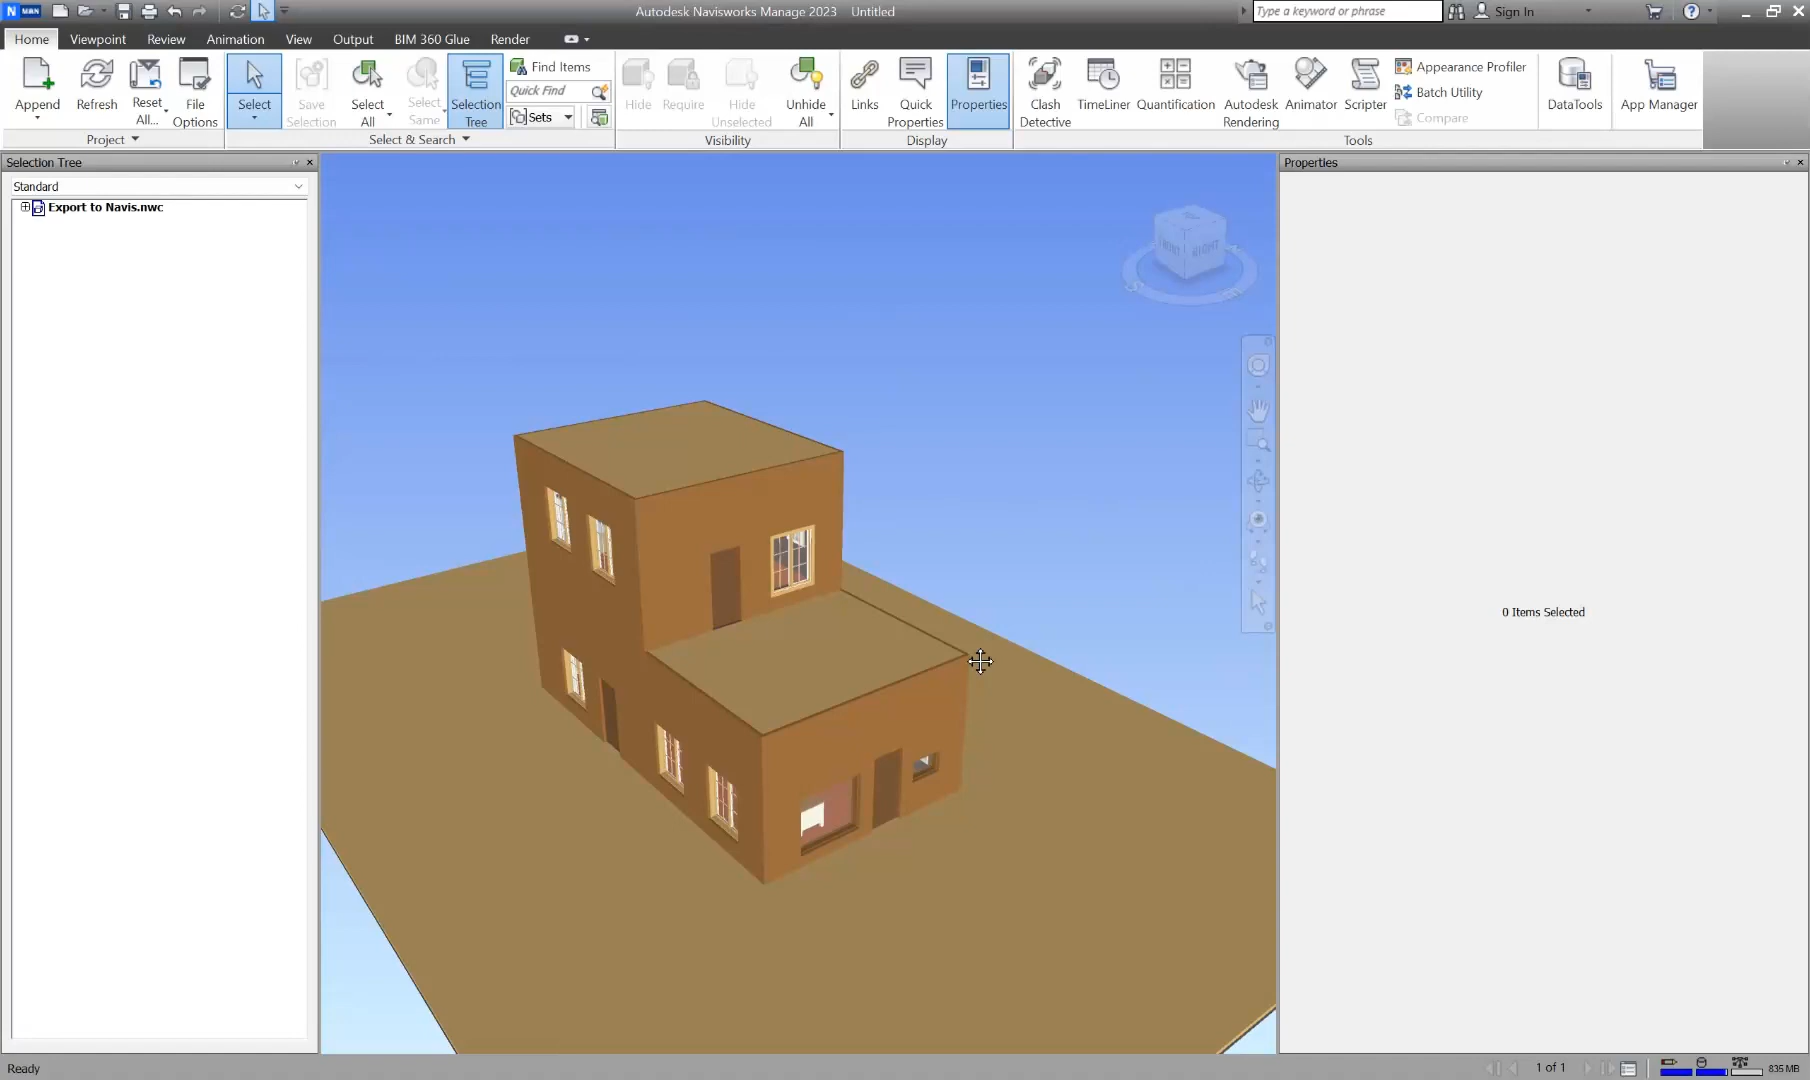 N MAN Autodesk Navisworks Manage 2023 Untitled Type a keyword or phrase Sign In
Home Viewpoint Review Animation View Output BIM 360 Glue Render
Append Refresh Reset All... File Options Select Save Selection Select All Select Same Selection Tree Find Items Quick Find Sets Hide Require Hide Unselected Unhide All Links Quick Properties Properties Clash Detective TimeLiner Quantification Autodesk Rendering Animator Scripter Appearance Profiler Batch Utility Compare DataTools App Manager
Project Select & Search Visibility Display Tools
Selection Tree Properties
Standard
Export to Navis.nwc
FRONT RIGHT
0 Items Selected
Ready 1 of 1 835 MB